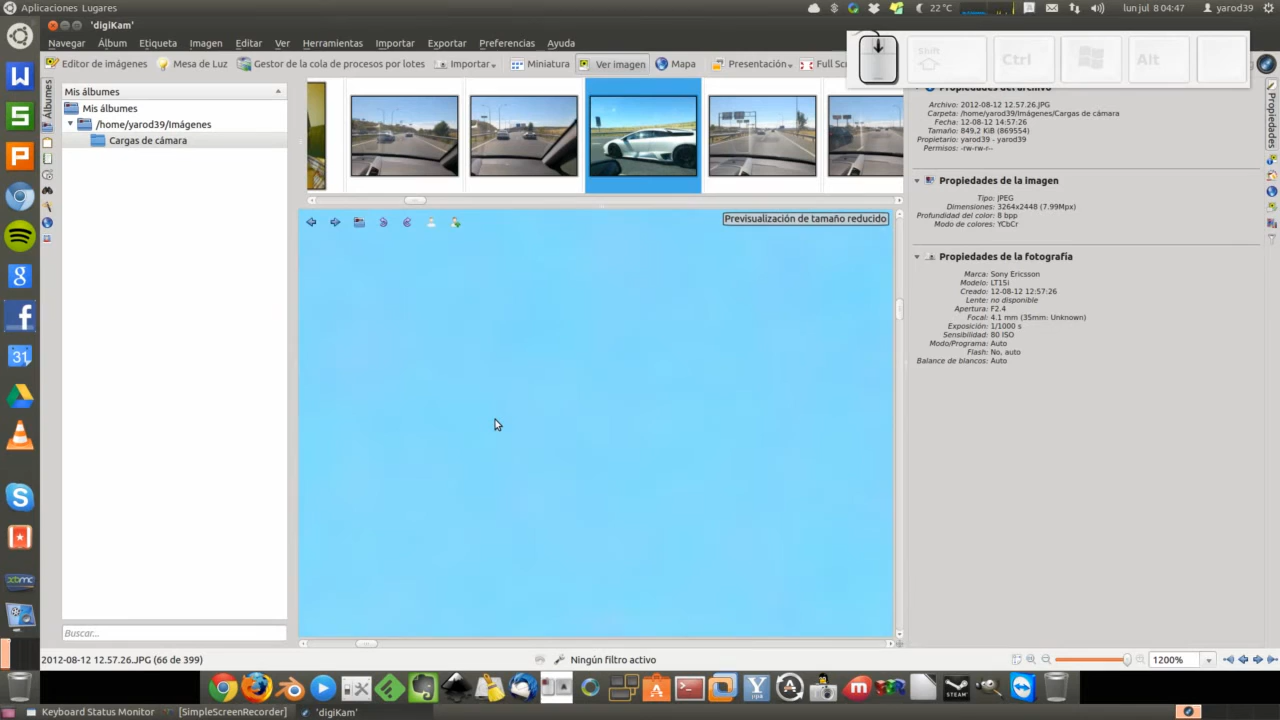 Aplicaciones Lugares
22 °C
lun jul 8 04:47
yarod39
'digiKam'
Navegar Álbum Etiqueta Imagen Editar Ver Herramientas Importar Exportar Preferencias Ayuda
Shift Ctrl Alt
Editor de imágenes Mesa de Luz Gestor de la cola de procesos por lotes Importar Miniatura Ver imagen Mapa Presentación Full Scr
Álbumes
Mis álbumes
Mis álbumes
/home/yarod39/Imágenes
Cargas de cámara
Propiedades del archivo
Archivo: 2012-08-12 12.57.26.JPG
Carpeta: /home/yarod39/Imágenes/Cargas de cámara
Fecha: 12-08-12 14:57:26
Tamaño: 849,2 KiB (869554)
Propietario: yarod39 - yarod39
Permisos: -rw-rw-r--
Propiedades
Propiedades de la imagen
Tipo: JPEG
Dimensiones: 3264x2448 (7.99Mpx)
Profundidad del color: 8 bpp
Modo de colores: YCbCr
Previsualización de tamaño reducido
Propiedades de la fotografía
Marca: Sony Ericsson
Modelo: LT15i
Creado: 12-08-12 12:57:26
Lente: no disponible
Apertura: F2.4
Focal: 4.1 mm (35mm: Unknown)
Exposición: 1/1000 s
Sensibilidad: 80 ISO
Modo/Programa: Auto
Flash: No, auto
Balance de blancos: Auto
Buscar...
2012-08-12 12.57.26.JPG (66 de 399)
Ningún filtro activo
1200%
31
xbmc
STEAM
Keyboard Status Monitor
[SimpleScreenRecorder]
'digiKam'